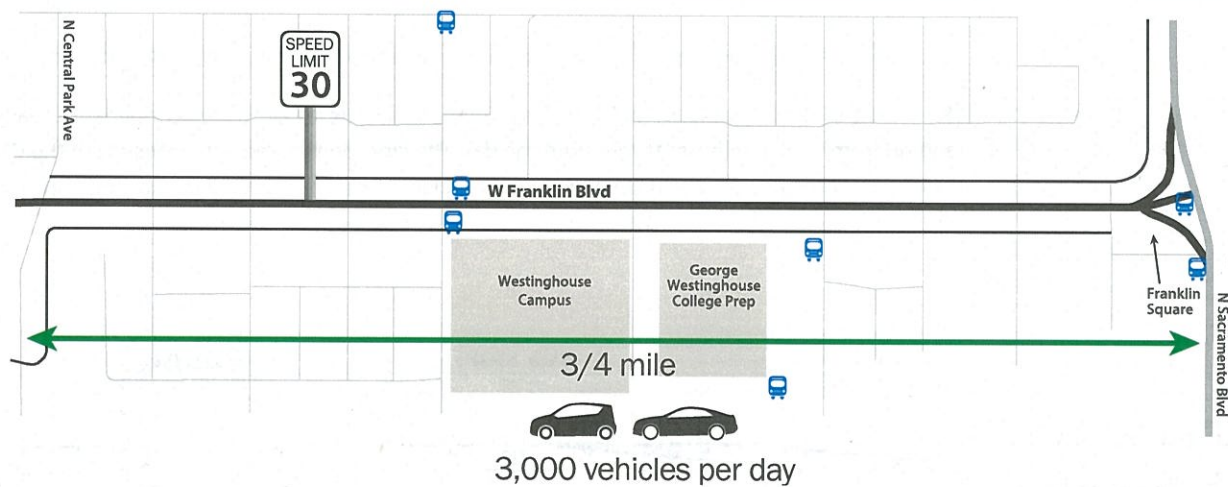 N Central Park Ave
SPEED
LIMIT
30
W Franklin Blvd
Westinghouse
Campus
George
Westinghouse
College Prep
Franklin
Square
N Sacramento Blvd
3/4 mile
3,000 vehicles per day